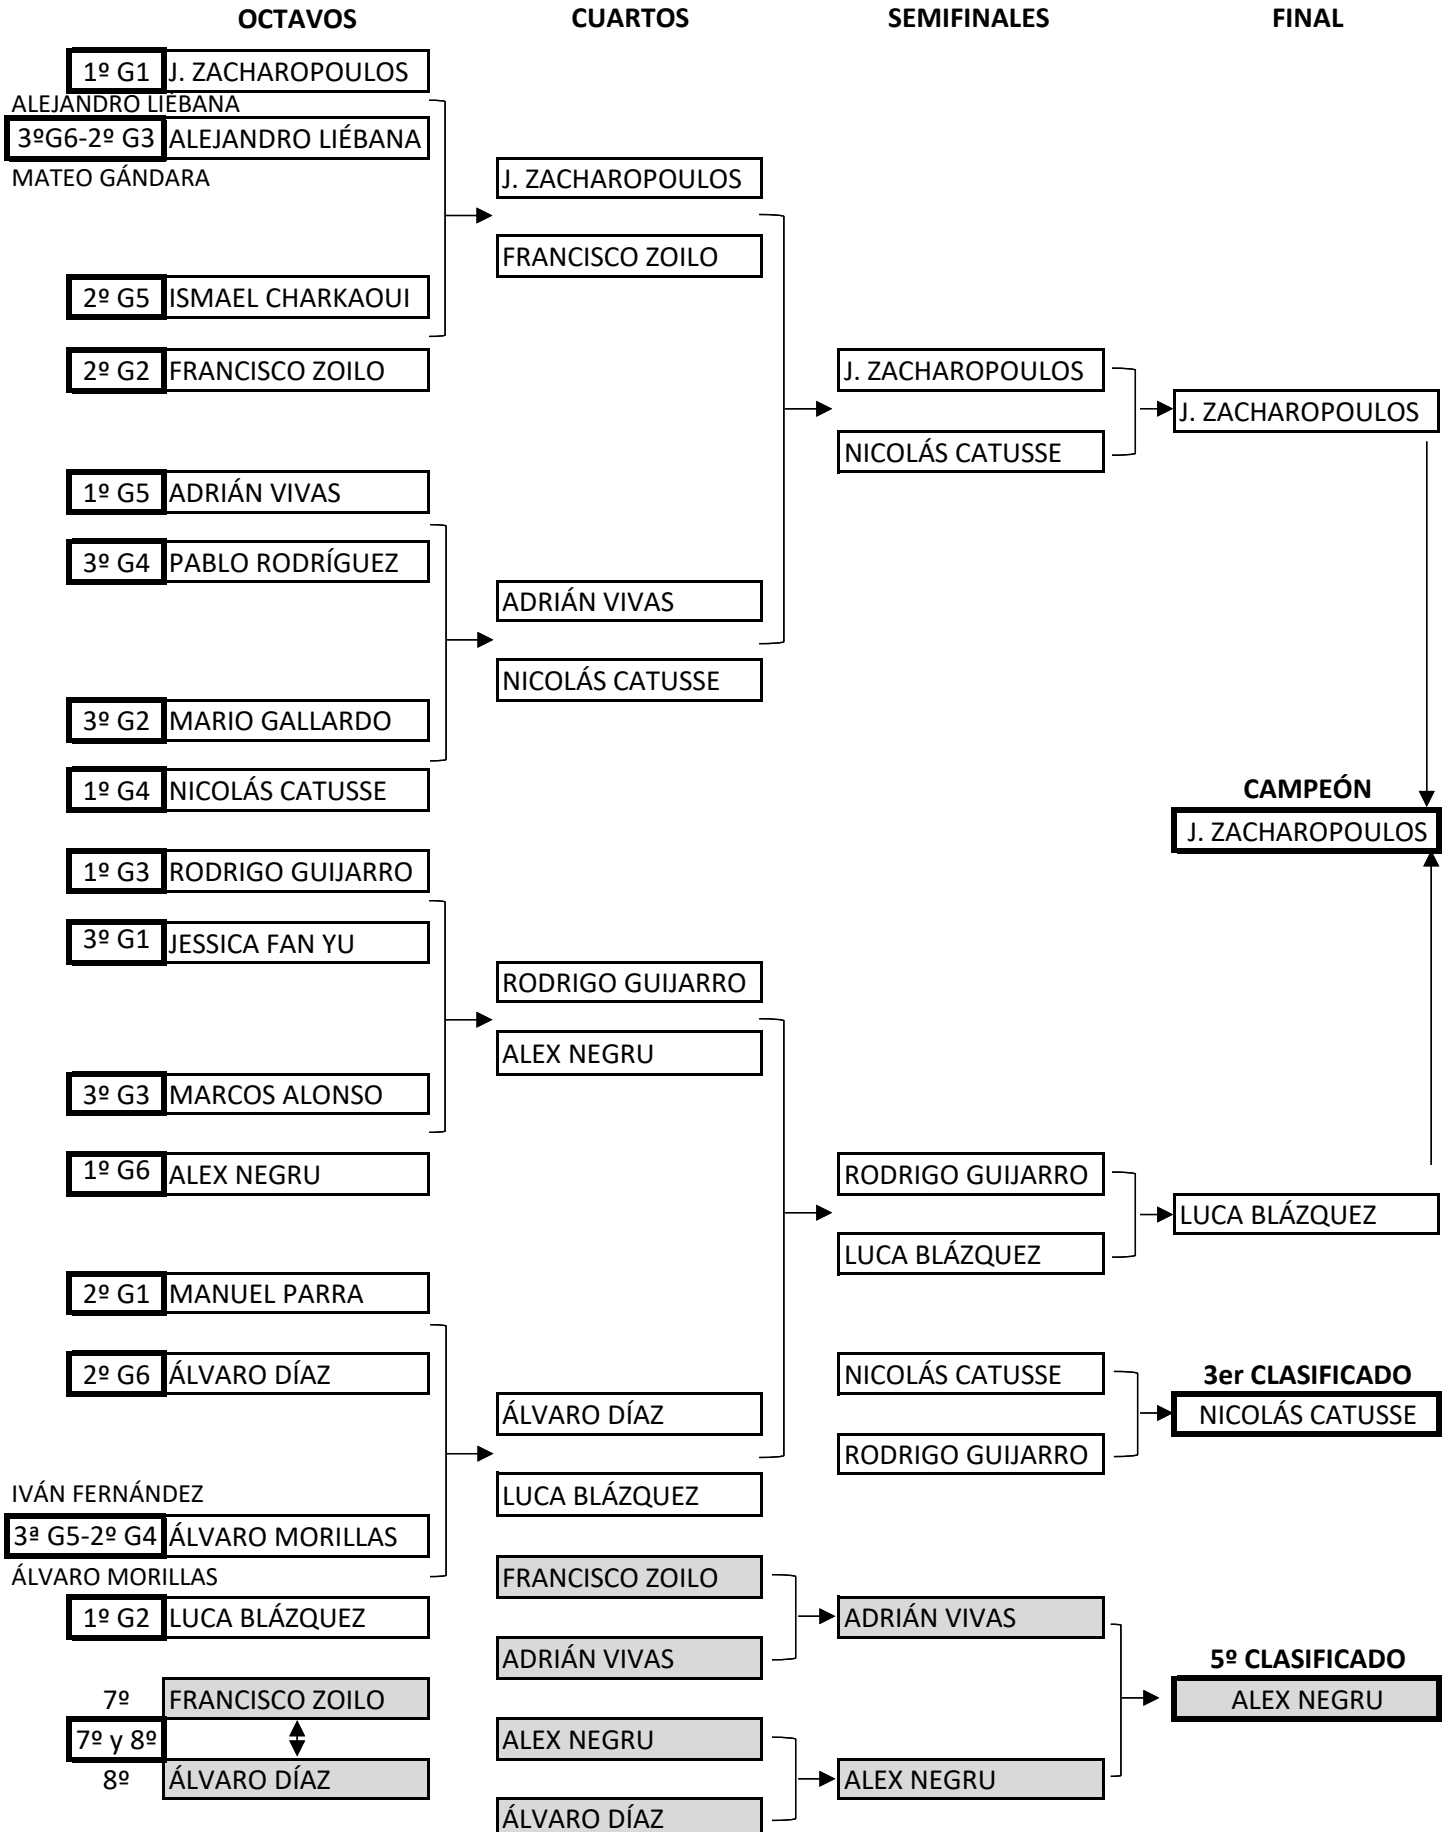 OCTAVOS
CUARTOS
SEMIFINALES
FINAL
1º G1 J. ZACHAROPOULOS
ALEJANDRO LIÉBANA
3ºG6-2º G3 ALEJANDRO LIÉBANA
MATEO GÁNDARA
J. ZACHAROPOULOS
FRANCISCO ZOILO
2º G5 ISMAEL CHARKAOUI
2º G2 FRANCISCO ZOILO
J. ZACHAROPOULOS
J. ZACHAROPOULOS
NICOLÁS CATUSSE
1º G5 ADRIÁN VIVAS
3º G4 PABLO RODRÍGUEZ
ADRIÁN VIVAS
NICOLÁS CATUSSE
3º G2 MARIO GALLARDO
1º G4 NICOLÁS CATUSSE
CAMPEÓN
J. ZACHAROPOULOS
1º G3 RODRIGO GUIJARRO
3º G1 JESSICA FAN YU
RODRIGO GUIJARRO
ALEX NEGRU
3º G3 MARCOS ALONSO
1º G6 ALEX NEGRU
RODRIGO GUIJARRO
LUCA BLÁZQUEZ
LUCA BLÁZQUEZ
2º G1 MANUEL PARRA
2º G6 ÁLVARO DÍAZ
NICOLÁS CATUSSE
3er CLASIFICADO
ÁLVARO DÍAZ
NICOLÁS CATUSSE
RODRIGO GUIJARRO
IVÁN FERNÁNDEZ
LUCA BLÁZQUEZ
3ª G5-2º G4 ÁLVARO MORILLAS
ÁLVARO MORILLAS
FRANCISCO ZOILO
1º G2 LUCA BLÁZQUEZ
ADRIÁN VIVAS
ADRIÁN VIVAS
5º CLASIFICADO
7º FRANCISCO ZOILO
ALEX NEGRU
7º y 8º
ALEX NEGRU
8º ÁLVARO DÍAZ
ALEX NEGRU
ÁLVARO DÍAZ